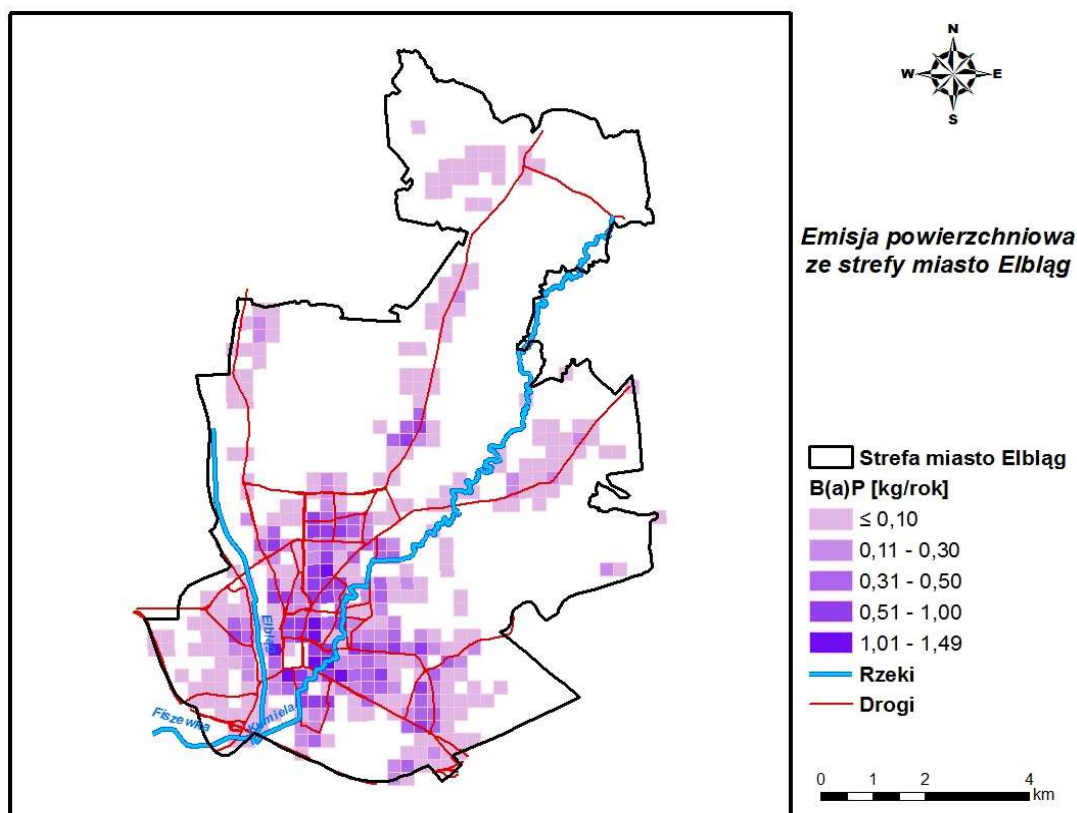 N
W E
S
Emisja powierzchniowa
ze strefy miasto Elbląg
Strefa miasto Elbląg
B(a)P [kg/rok]
≤ 0,10
0,11 - 0,30
0,31 - 0,50
0,51 - 1,00
1,01 - 1,49
Rzeki
Drogi
0 1 2 4
km
Elbląg
Fiszewka
Kumiela